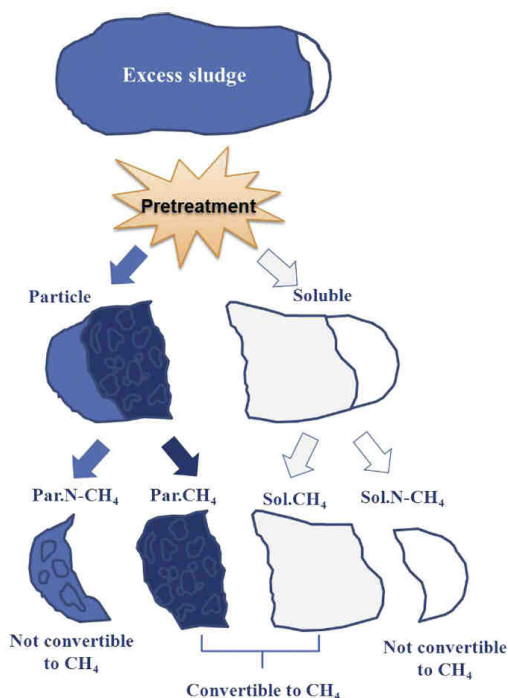 Excess sludge
Pretreatment
Particle
Soluble
Par.N-CH₄
Par.CH₄
Sol.CH₄
Sol.N-CH₄
Not convertible
to CH₄
Not convertible
to CH₄
Convertible to CH₄